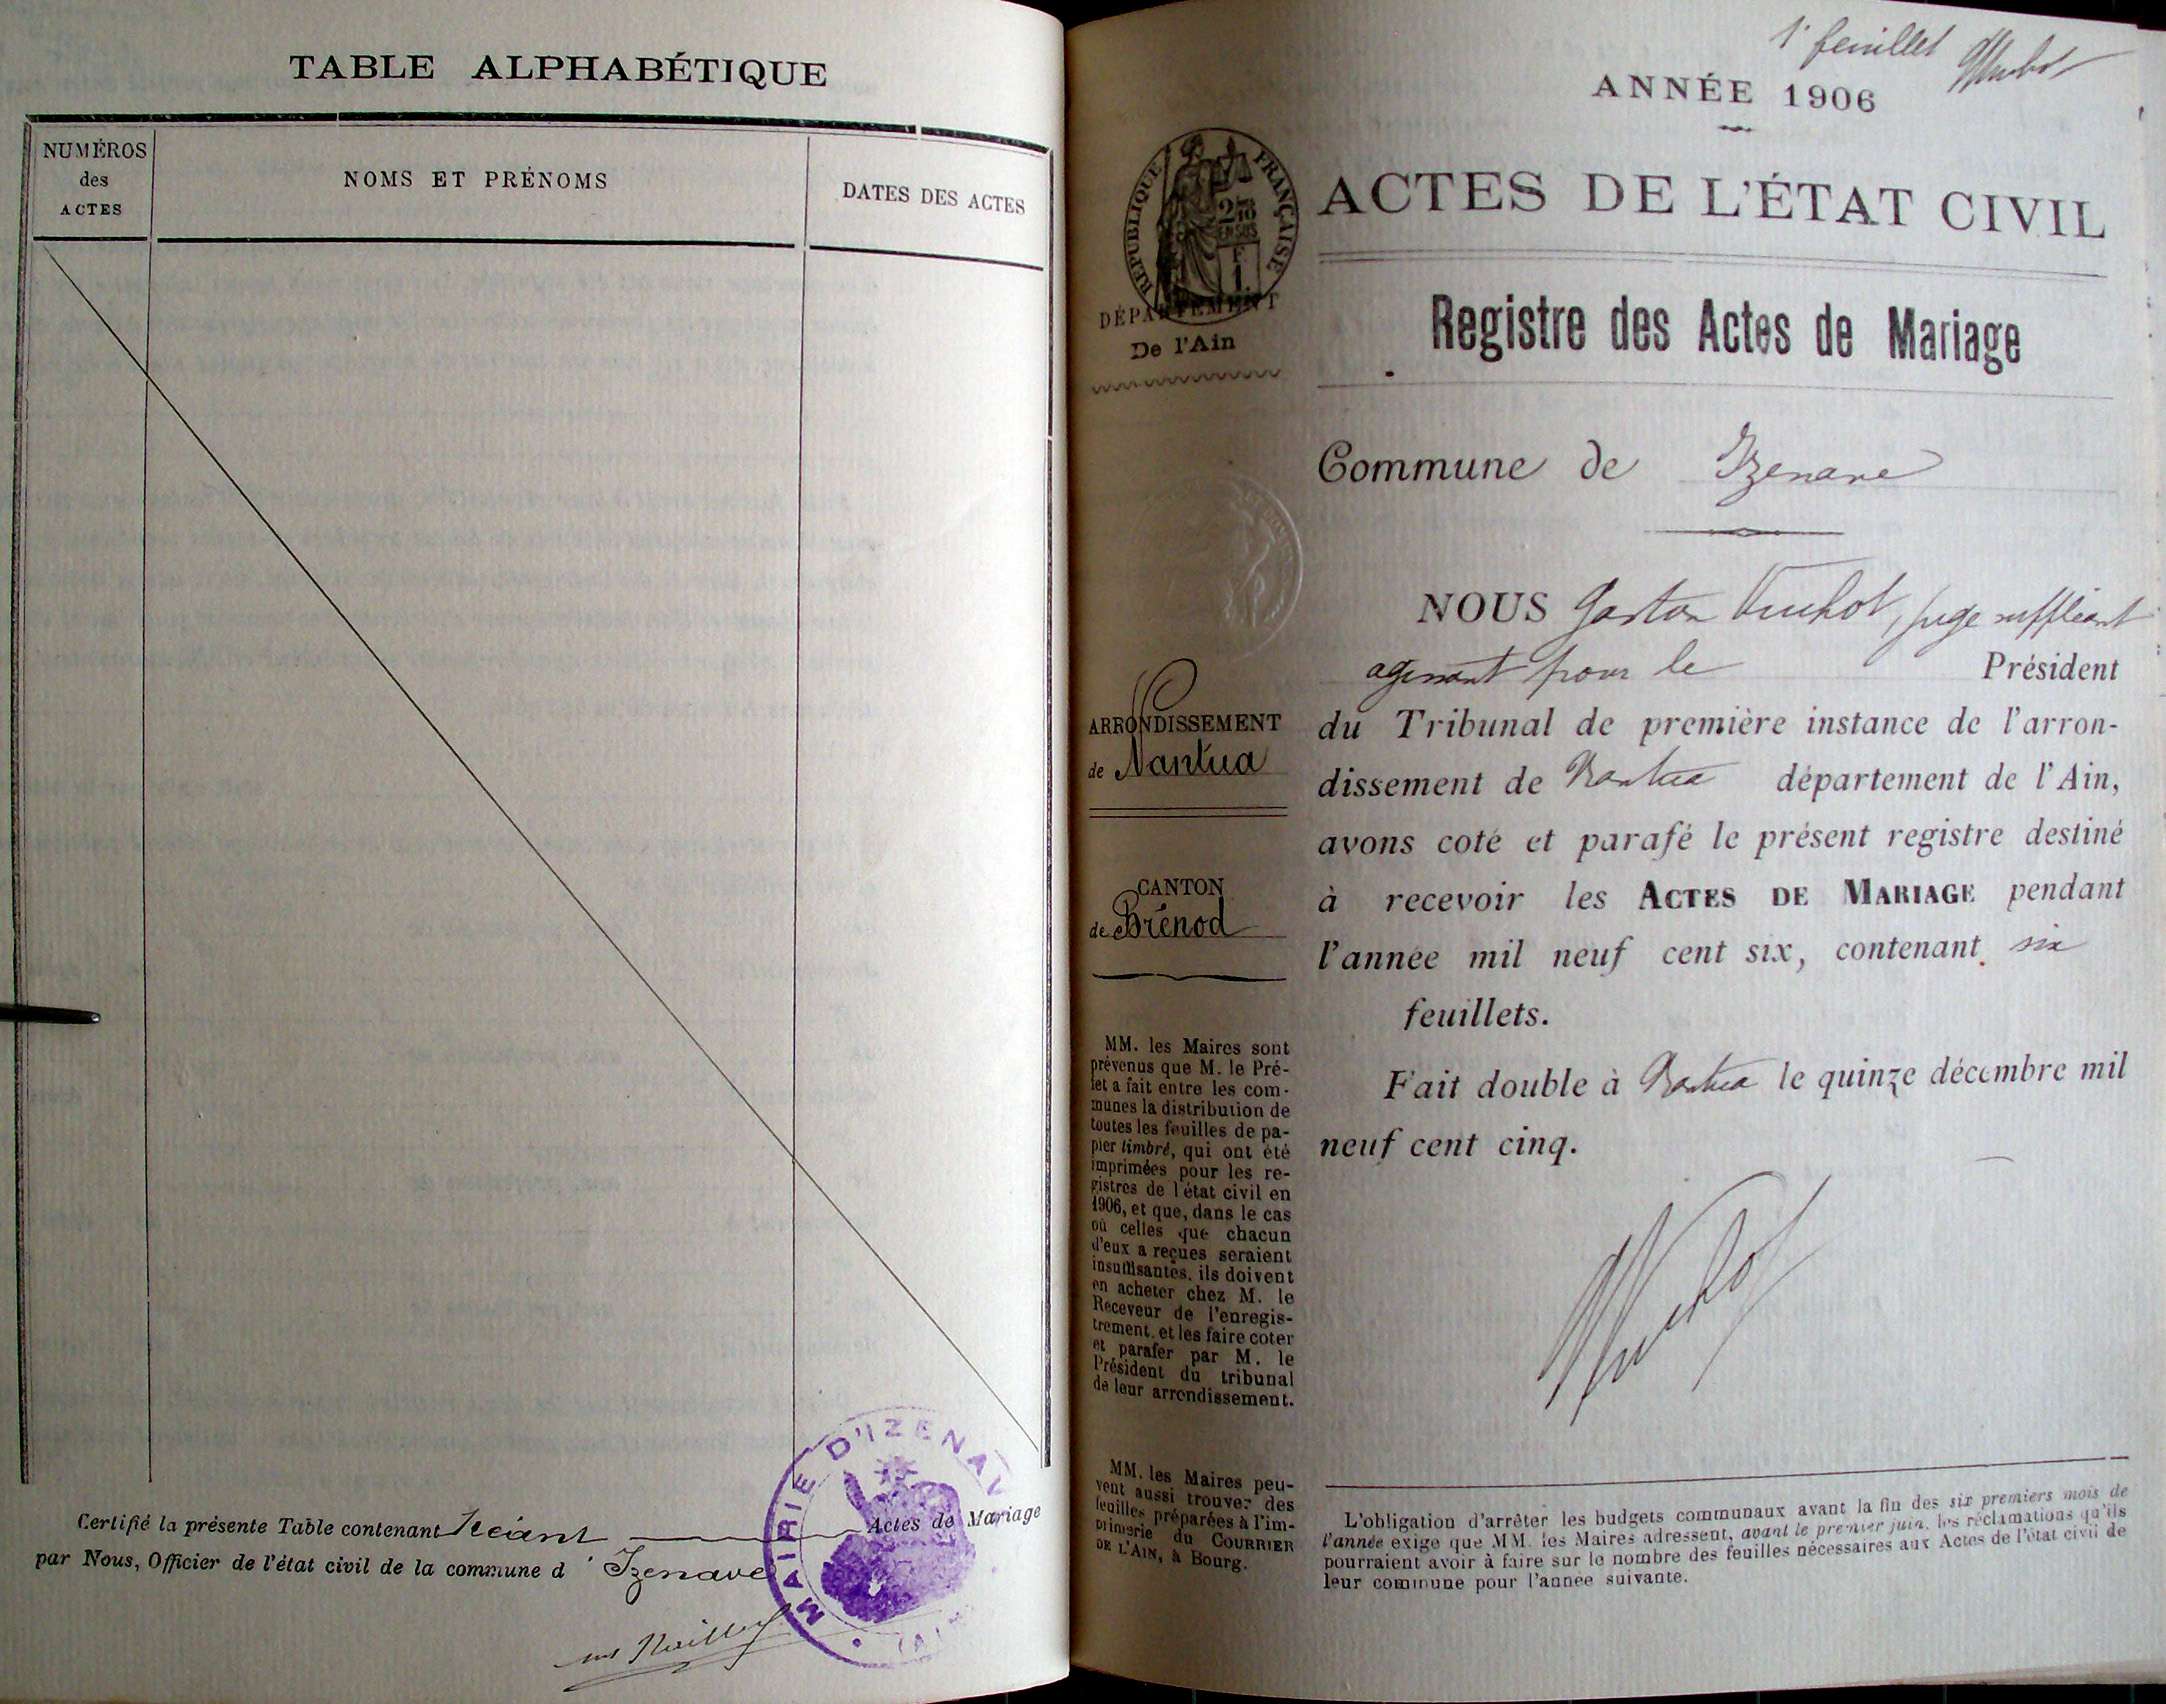 TABLE ALPHABÉTIQUE
NUMÉROS
des
ACTES
NOMS ET PRÉNOMS
DATES DES ACTES
Certifié la présente Table contenant Néant Actes de Mariage
par Nous, Officier de l'état civil de la commune d'Izenave
MAIRIE D'IZENAVE
1er feuillet
ANNÉE 1906
RÉPUBLIQUE FRANÇAISE
DÉPARTEMENT
De l'Ain
ACTES DE L'ÉTAT CIVIL
Registre des Actes de Mariage
Commune de Izenave
NOUS Gaston , juge suppléant
agissant pour le Président
du Tribunal de première instance de l'arron-
dissement de Nantua département de l'Ain,
avons coté et parafé le présent registre destiné
à recevoir les ACTES DE MARIAGE pendant
l'année mil neuf cent six, contenant six
feuillets.
Fait double à Nantua le quinze décembre mil
neuf cent cinq.
ARRONDISSEMENT
de Nantua
CANTON
de Brénod
MM. les Maires sont
prévenus que M. le Pré-
fet a fait entre les com-
munes la distribution de
toutes les feuilles de pa-
pier timbré, qui ont été
imprimées pour les re-
gistres de l'état civil en
1906, et que, dans le cas
où celles que chacun
d'eux a reçues seraient
insuffisantes, ils doivent
en acheter chez M. le
Receveur de l'enregis-
trement, et les faire coter
et parafer par M. le
Président du tribunal
de leur arrondissement.
MM. les Maires peu-
vent aussi trouver des
feuilles préparées à l'im-
primerie du COURRIER
DE L'AIN, à Bourg.
L'obligation d'arrêter les budgets communaux avant la fin des six premiers mois de
l'année exige que MM. les Maires adressent, avant le premier juin, les réclamations qu'ils
pourraient avoir à faire sur le nombre des feuilles nécessaires aux Actes de l'état civil de
leur commune pour l'année suivante.